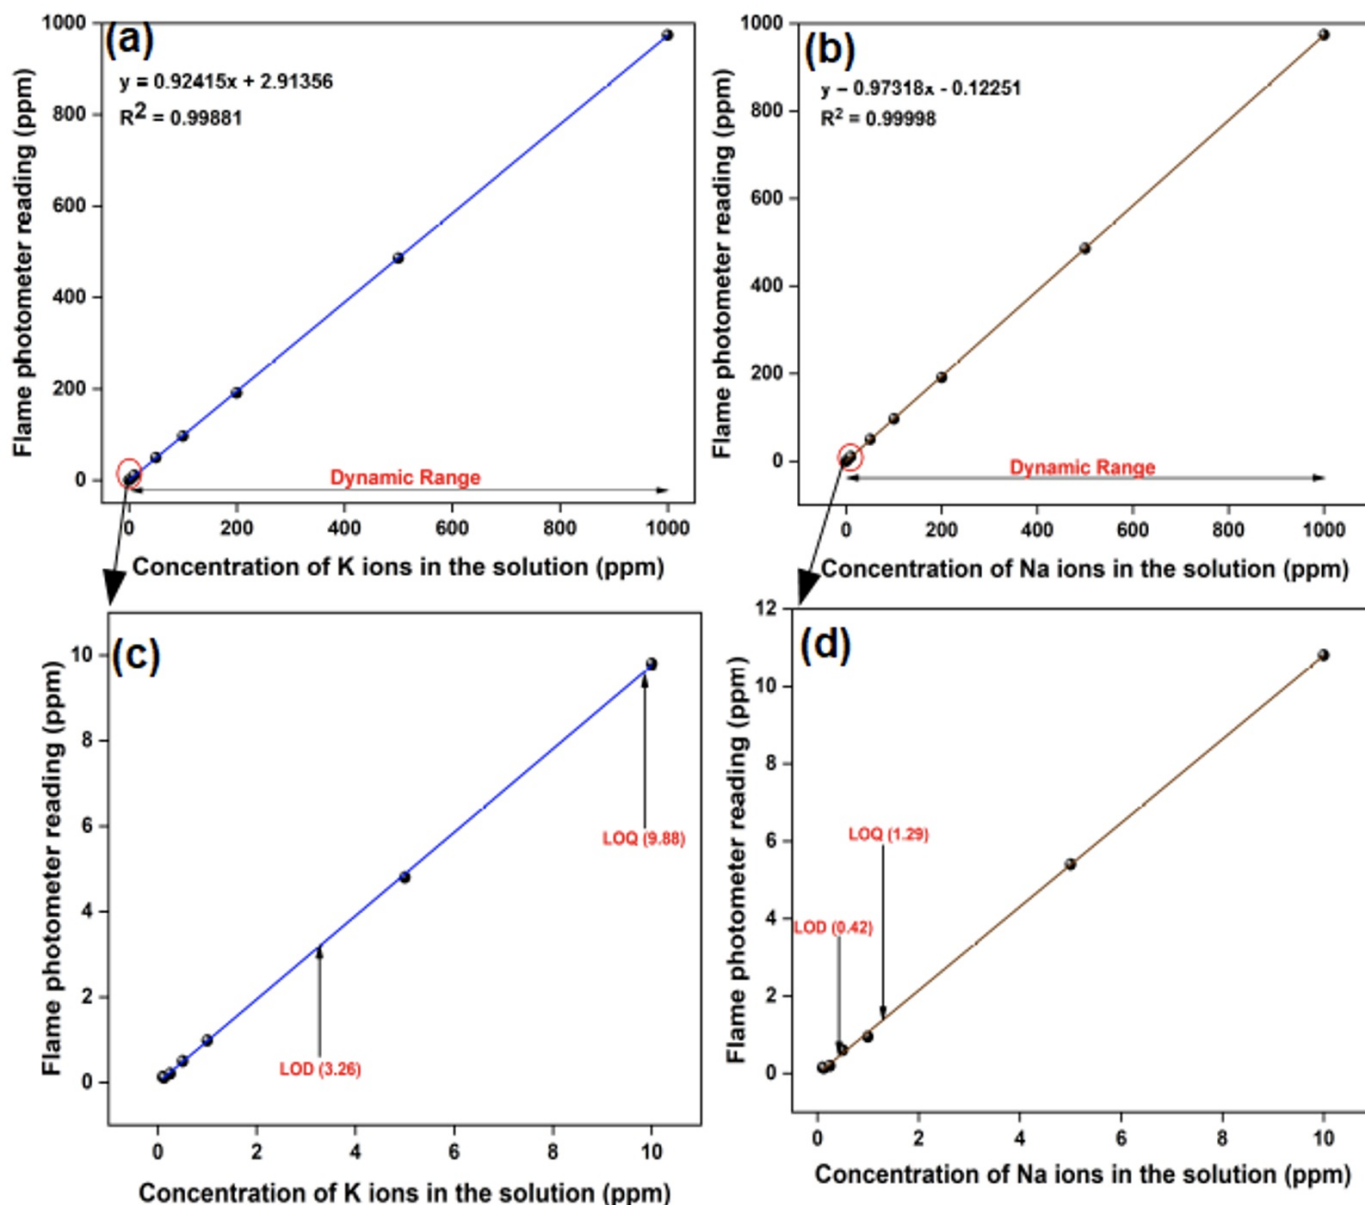 (a)
y = 0.92415x + 2.91356
R2 = 0.99881
1000
800
600
400
200
0
Flame photometer reading (ppm)
Dynamic Range
0 200 400 600 800 1000
Concentration of K ions in the solution (ppm)
(b)
y – 0.97318x - 0.12251
R2 = 0.99998
1000
800
600
400
200
0
Flame photometer reading (ppm)
Dynamic Range
0 200 400 600 800 1000
Concentration of Na ions in the solution (ppm)
(c)
10
8
6
4
2
0
Flame photometer reading (ppm)
LOQ (9.88)
LOD (3.26)
0 2 4 6 8 10
Concentration of K ions in the solution (ppm)
(d)
12
10
8
6
4
2
0
Flame photometer reading (ppm)
LOQ (1.29)
LOD (0.42)
0 2 4 6 8 10
Concentration of Na ions in the solution (ppm)